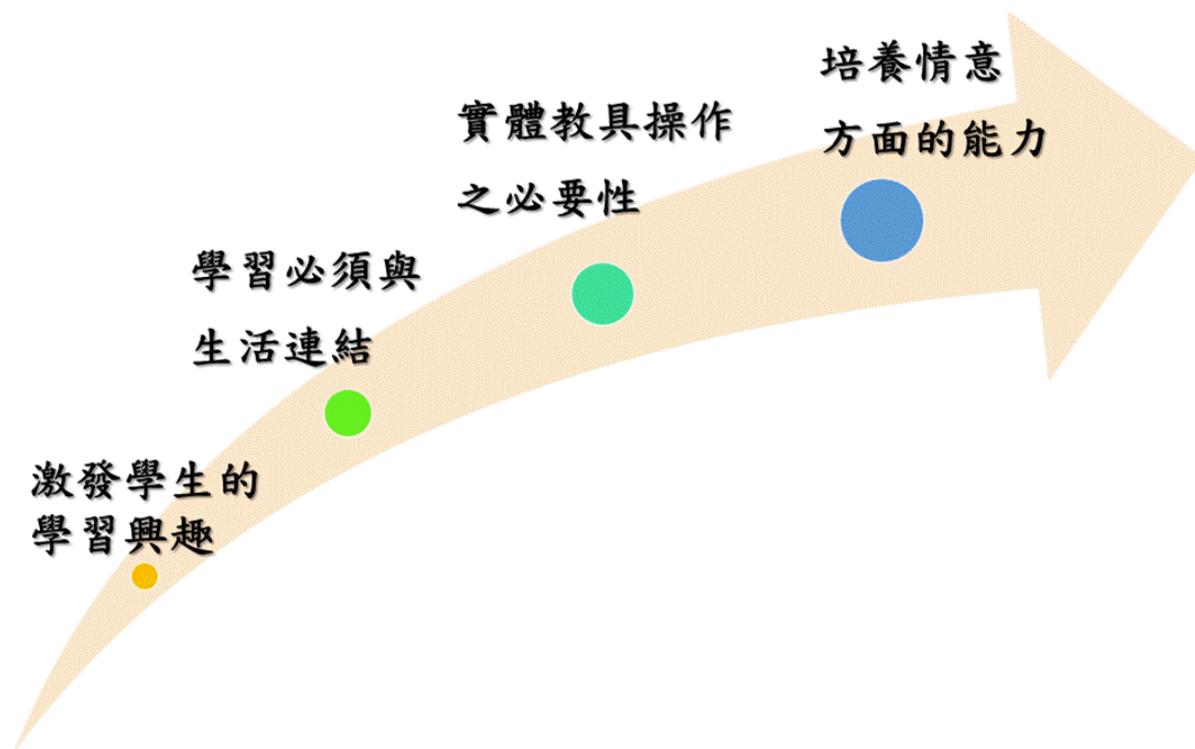 激發學生的
學習興趣
學習必須與
生活連結
實體教具操作
之必要性
培養情意
方面的能力